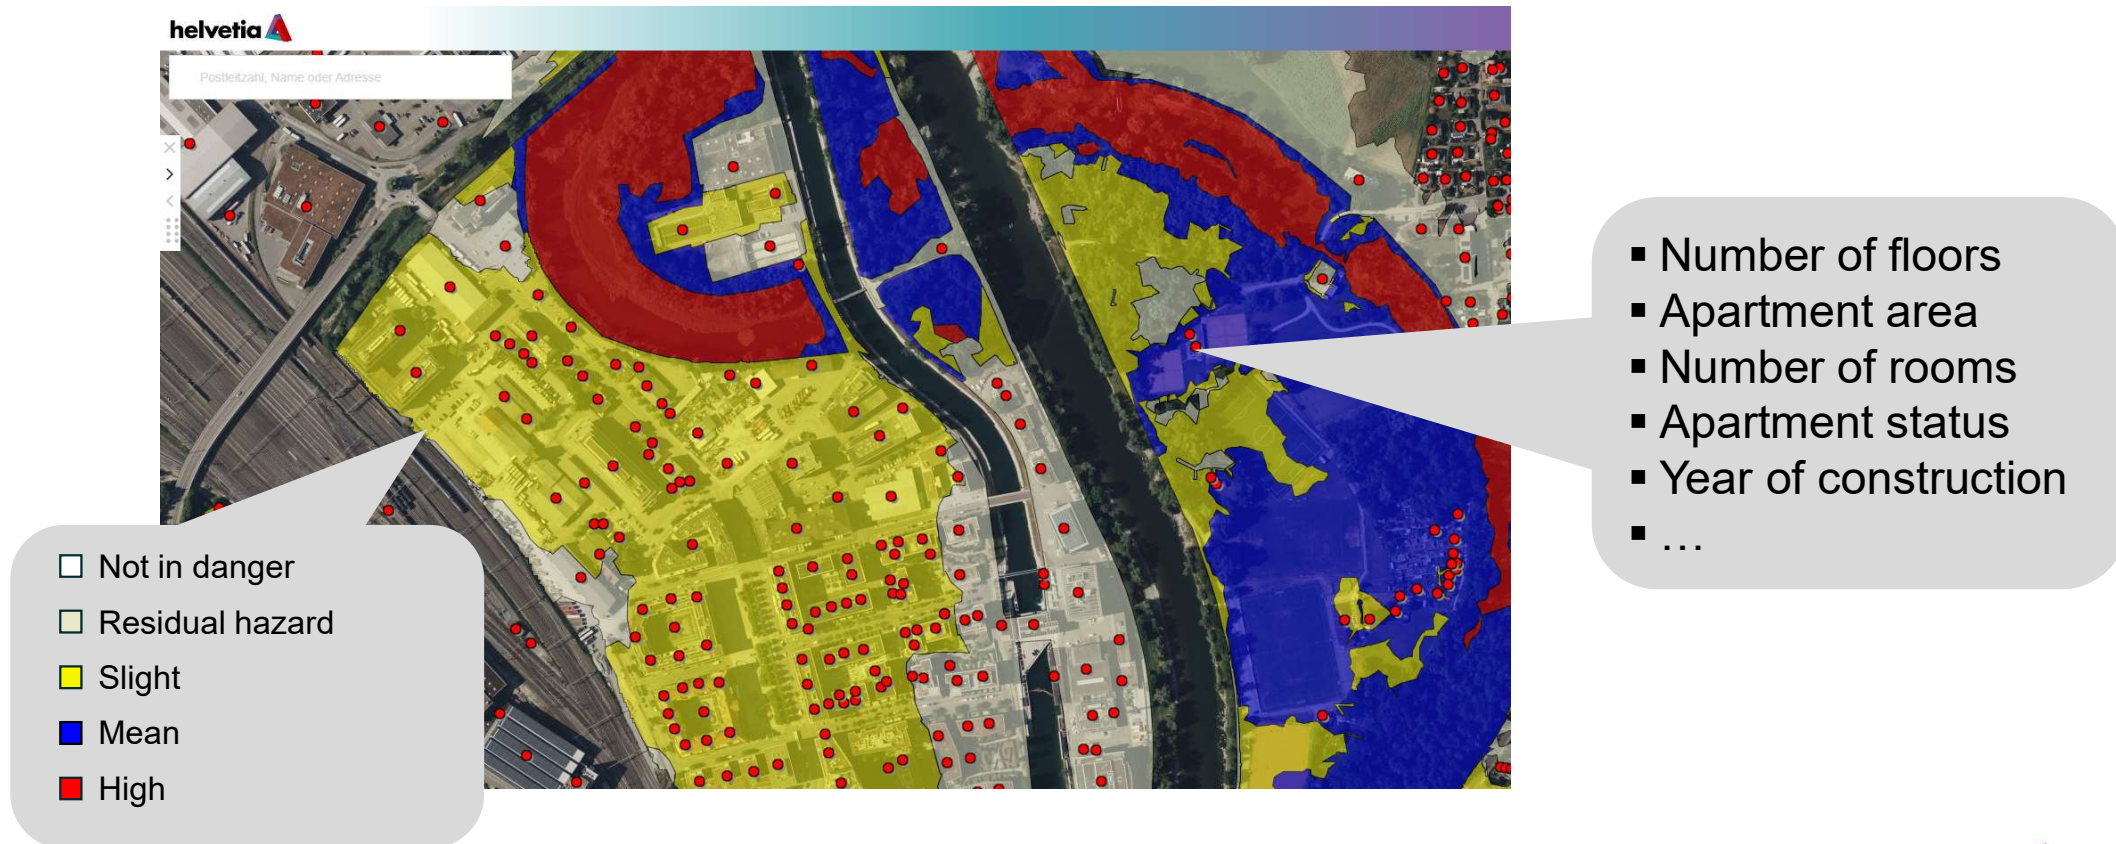 helvetia
Postleitzahl, Name oder Adresse
▪ Number of floors
▪ Apartment area
▪ Number of rooms
▪ Apartment status
▪ Year of construction
▪ …
Not in danger
Residual hazard
Slight
Mean
High